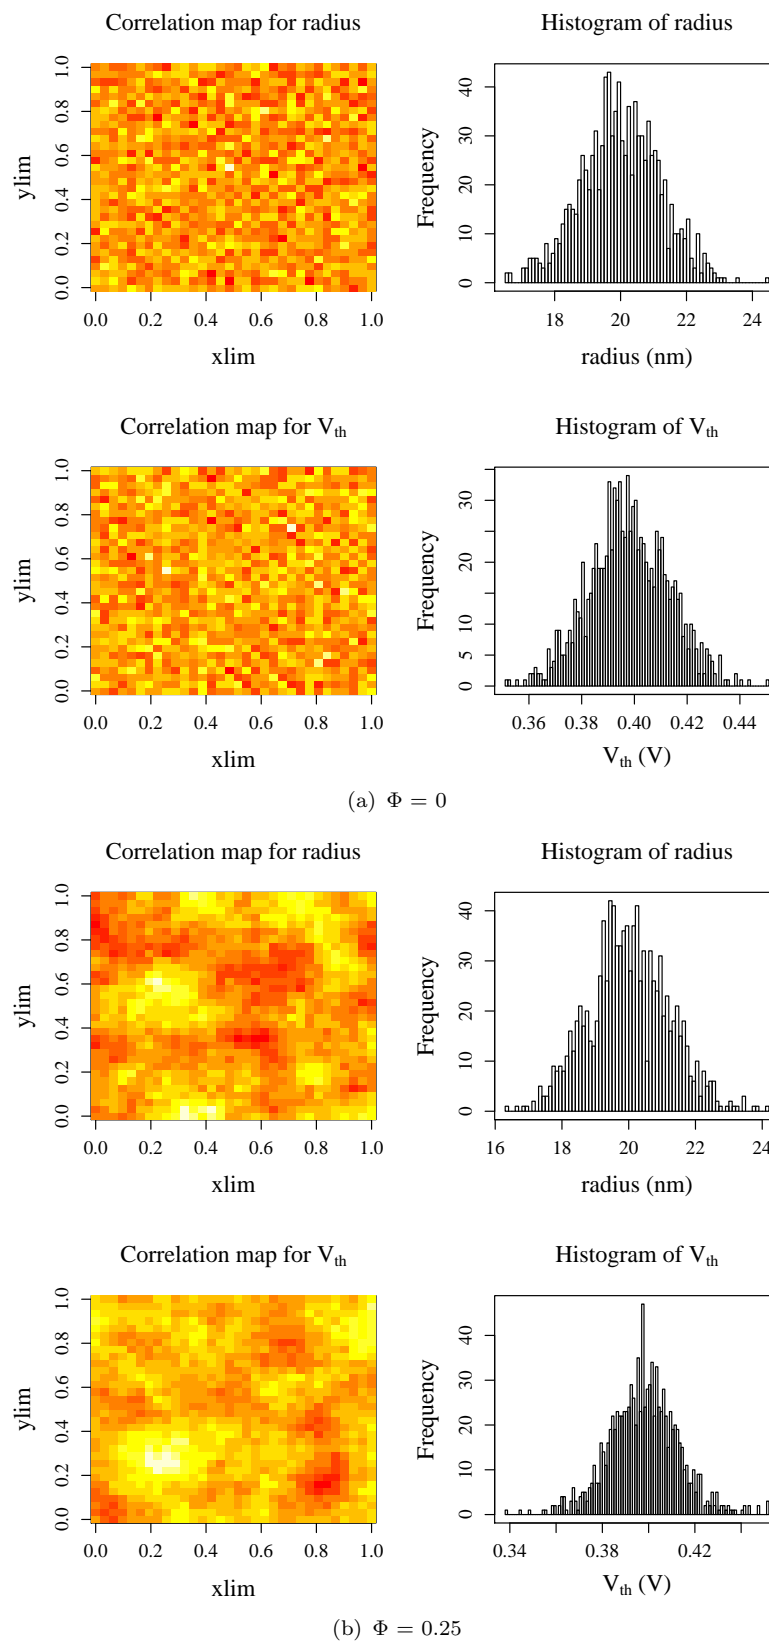 Correlation map for radius
Histogram of radius
ylim
0.0 0.2 0.4 0.6 0.8 1.0
0.0 0.2 0.4 0.6 0.8 1.0
xlim
Frequency
0 10 20 30 40
18 20 22 24
radius (nm)
Correlation map for Vth
Histogram of Vth
ylim
0.0 0.2 0.4 0.6 0.8 1.0
0.0 0.2 0.4 0.6 0.8 1.0
xlim
Frequency
0 5 10 20 30
0.36 0.38 0.40 0.42 0.44
Vth (V)
(a) Φ = 0
Correlation map for radius
Histogram of radius
ylim
0.0 0.2 0.4 0.6 0.8 1.0
0.0 0.2 0.4 0.6 0.8 1.0
xlim
Frequency
0 10 20 30 40
16 18 20 22 24
radius (nm)
Correlation map for Vth
Histogram of Vth
ylim
0.0 0.2 0.4 0.6 0.8 1.0
0.0 0.2 0.4 0.6 0.8 1.0
xlim
Frequency
0 10 20 30 40
0.34 0.38 0.42
Vth (V)
(b) Φ = 0.25